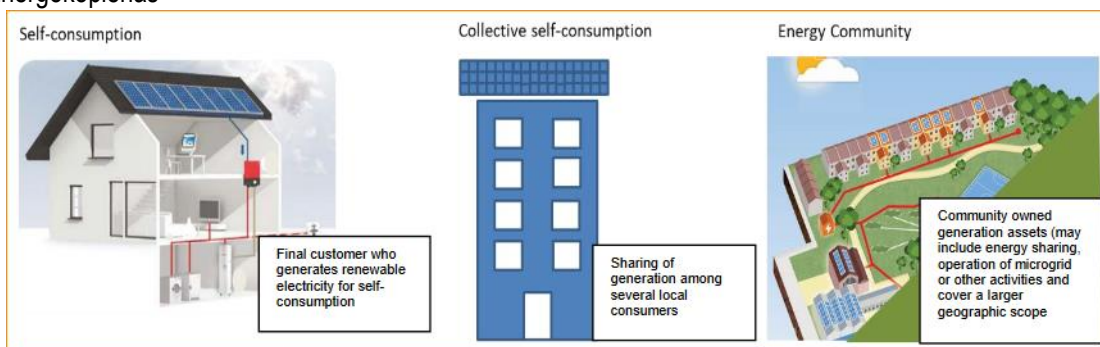 Self-consumption
Collective self-consumption
Energy Community
Final customer who
generates renewable
electricity for self-
consumption
Sharing of
generation among
several local
consumers
Community owned
generation assets (may
include energy sharing,
operation of microgrid
or other activities and
cover a larger
geographic scope